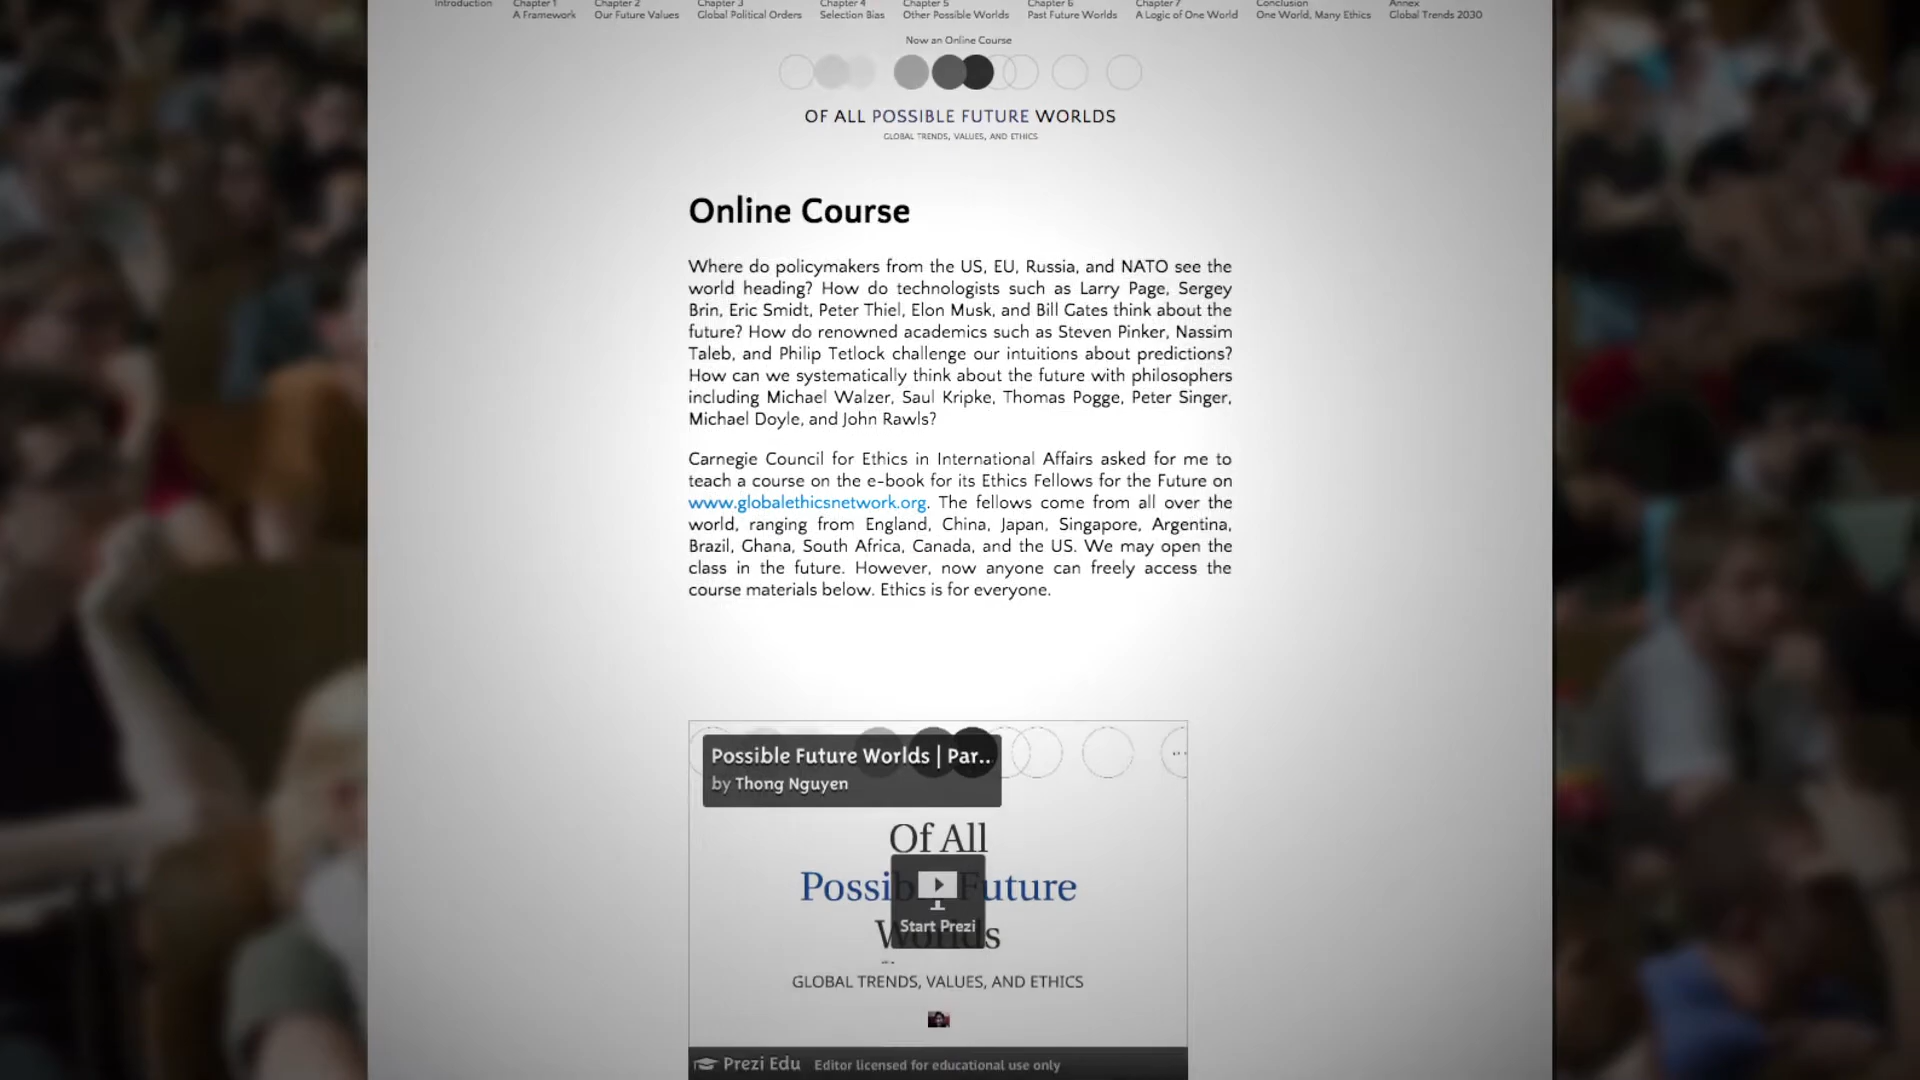 Introduction
Chapter 1
A Framework
Chapter 2
Our Future Values
Chapter 3
Global Political Orders
Chapter 4
Selection Bias
Chapter 5
Other Possible Worlds
Chapter 6
Past Future Worlds
Chapter 7
A Logic of One World
Conclusion
One World, Many Ethics
Annex
Global Trends 2030
Now an Online Course
OF ALL POSSIBLE FUTURE WORLDS
GLOBAL TRENDS, VALUES, AND ETHICS
Online Course
Where do policymakers from the US, EU, Russia, and NATO see the
world heading? How do technologists such as Larry Page, Sergey
Brin, Eric Smidt, Peter Thiel, Elon Musk, and Bill Gates think about the
future? How do renowned academics such as Steven Pinker, Nassim
Taleb, and Philip Tetlock challenge our intuitions about predictions?
How can we systematically think about the future with philosophers
including Michael Walzer, Saul Kripke, Thomas Pogge, Peter Singer,
Michael Doyle, and John Rawls?
Carnegie Council for Ethics in International Affairs asked for me to
teach a course on the e-book for its Ethics Fellows for the Future on
www.globalethicsnetwork.org. The fellows come from all over the
world, ranging from England, China, Japan, Singapore, Argentina,
Brazil, Ghana, South Africa, Canada, and the US. We may open the
class in the future. However, now anyone can freely access the
course materials below. Ethics is for everyone.
Possible Future Worlds | Par..
by Thong Nguyen
Of All
Possible Future
Worlds
Start Prezi
GLOBAL TRENDS, VALUES, AND ETHICS
Prezi Edu Editor licensed for educational use only